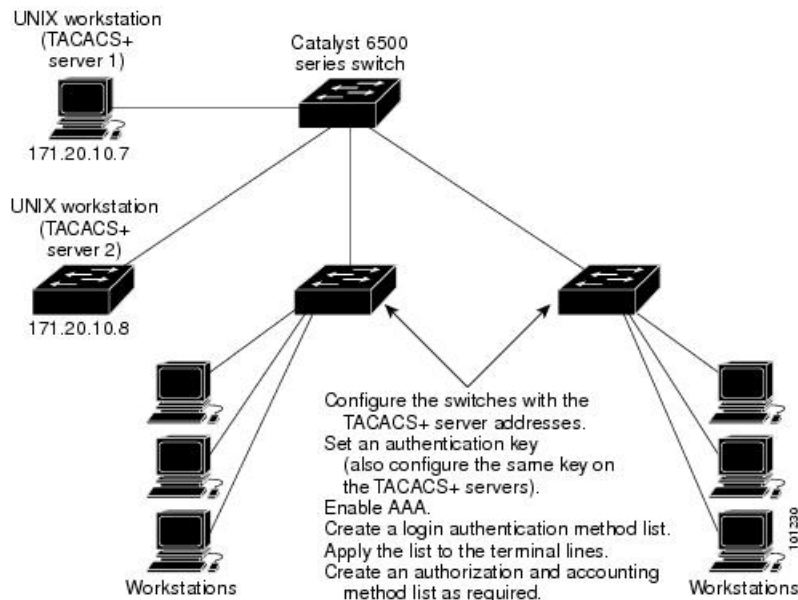 UNIX workstation
(TACACS+
server 1)
Catalyst 6500
series switch
171.20.10.7
UNIX workstation
(TACACS+
server 2)
171.20.10.8
Configure the switches with the
TACACS+ server addresses.
Set an authentication key
(also configure the same key on
the TACACS+ servers).
Enable AAA.
Create a login authentication method list.
Apply the list to the terminal lines.
Create an authorization and accounting
method list as required.
Workstations
Workstations
101230